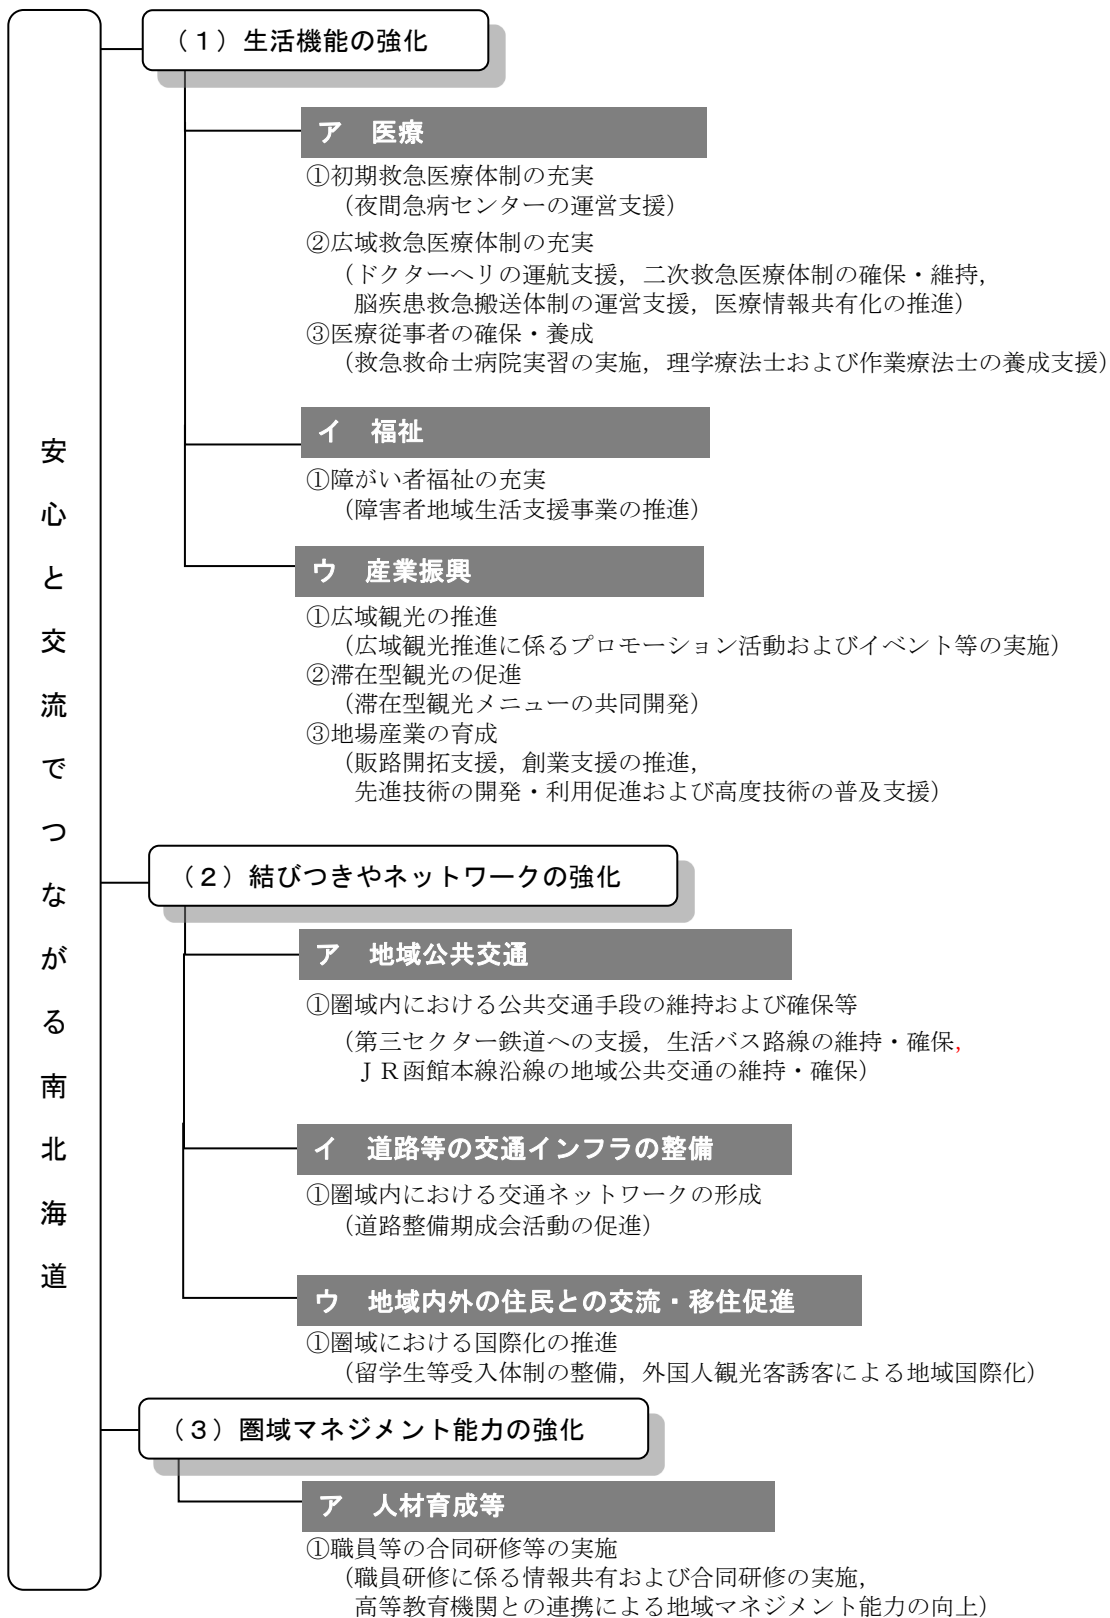 安心と交流でつながる南北海道
（１）生活機能の強化
ア　医療
①初期救急医療体制の充実
（夜間急病センターの運営支援）
②広域救急医療体制の充実
（ドクターヘリの運航支援，二次救急医療体制の確保・維持，
脳疾患救急搬送体制の運営支援，医療情報共有化の推進）
③医療従事者の確保・養成
（救急救命士病院実習の実施，理学療法士および作業療法士の養成支援）
イ　福祉
①障がい者福祉の充実
（障害者地域生活支援事業の推進）
ウ　産業振興
①広域観光の推進
（広域観光推進に係るプロモーション活動およびイベント等の実施）
②滞在型観光の促進
（滞在型観光メニューの共同開発）
③地場産業の育成
（販路開拓支援，創業支援の推進，
先進技術の開発・利用促進および高度技術の普及支援）
（２）結びつきやネットワークの強化
ア　地域公共交通
①圏域内における公共交通手段の維持および確保等
（第三セクター鉄道への支援，生活バス路線の維持・確保，
ＪＲ函館本線沿線の地域公共交通の維持・確保）
イ　道路等の交通インフラの整備
①圏域内における交通ネットワークの形成
（道路整備期成会活動の促進）
ウ　地域内外の住民との交流・移住促進
①圏域における国際化の推進
（留学生等受入体制の整備，外国人観光客誘客による地域国際化）
（３）圏域マネジメント能力の強化
ア　人材育成等
①職員等の合同研修等の実施
（職員研修に係る情報共有および合同研修の実施，
高等教育機関との連携による地域マネジメント能力の向上）